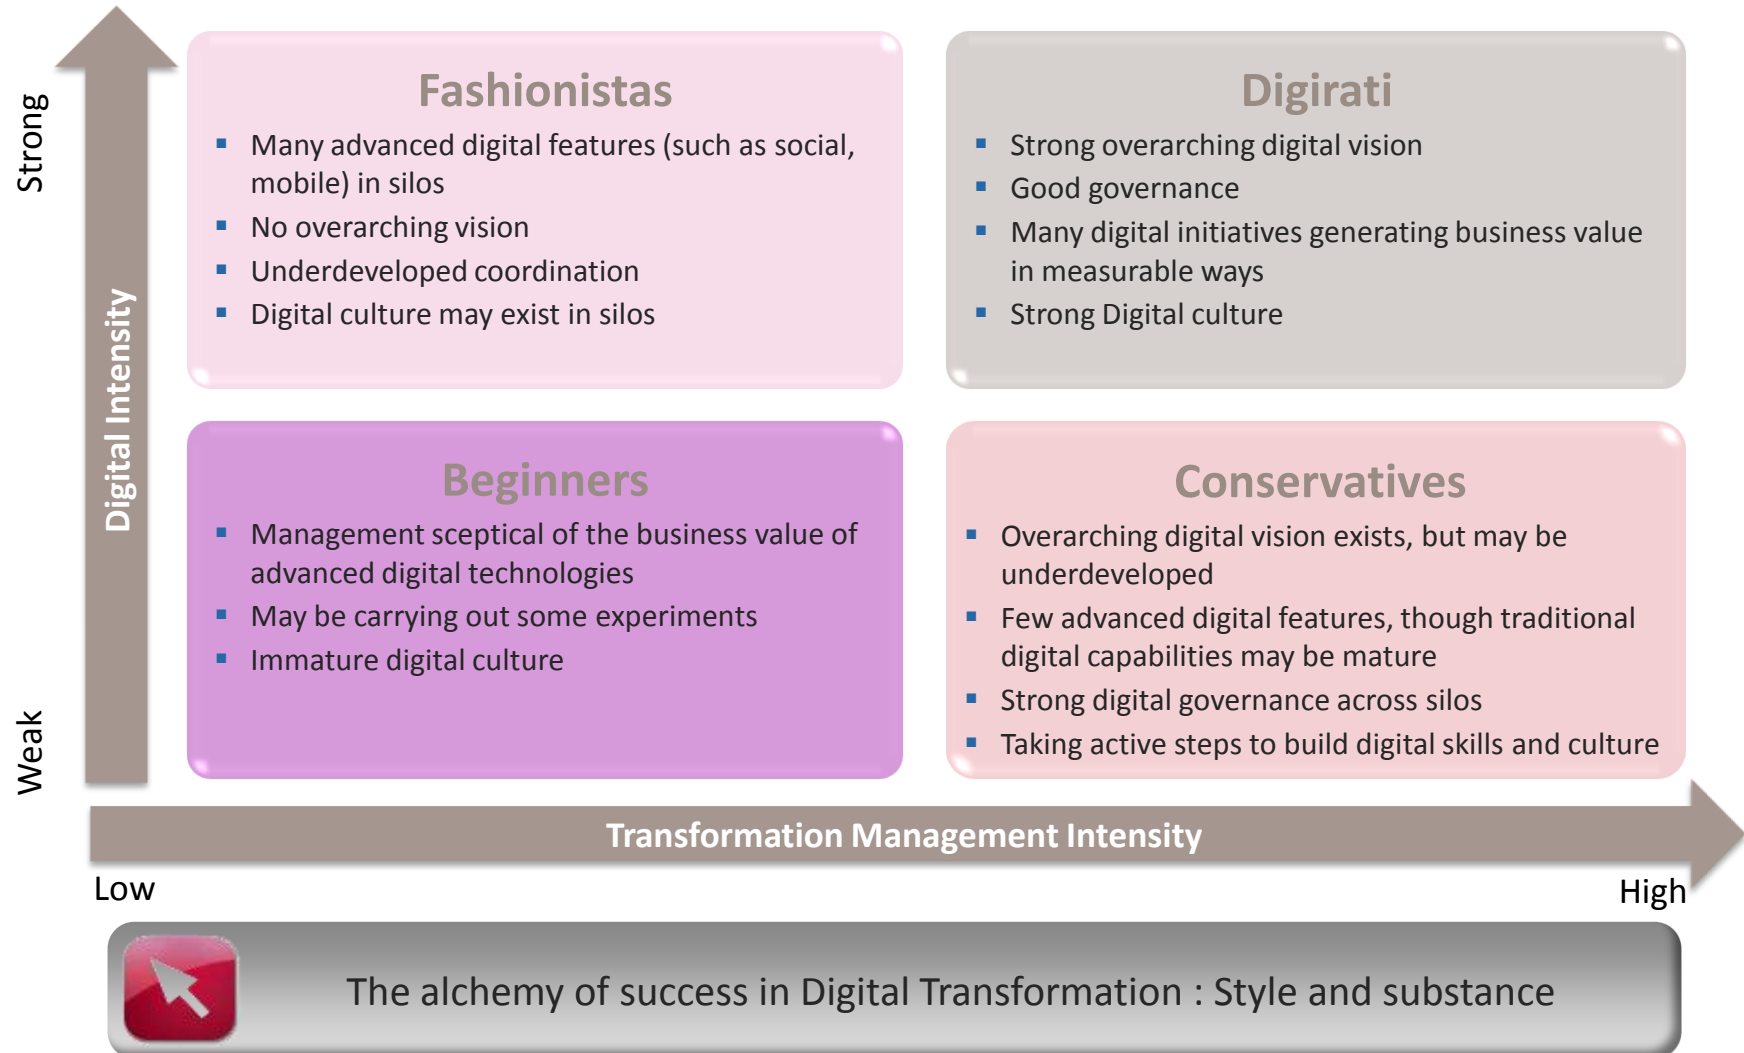 Strong
Digital Intensity
Weak
Fashionistas
▪ Many advanced digital features (such as social,
mobile) in silos
▪ No overarching vision
▪ Underdeveloped coordination
▪ Digital culture may exist in silos
Digirati
▪ Strong overarching digital vision
▪ Good governance
▪ Many digital initiatives generating business value
in measurable ways
▪ Strong Digital culture
Beginners
▪ Management sceptical of the business value of
advanced digital technologies
▪ May be carrying out some experiments
▪ Immature digital culture
Conservatives
▪ Overarching digital vision exists, but may be
underdeveloped
▪ Few advanced digital features, though traditional
digital capabilities may be mature
▪ Strong digital governance across silos
▪ Taking active steps to build digital skills and culture
Transformation Management Intensity
Low
High
The alchemy of success in Digital Transformation : Style and substance